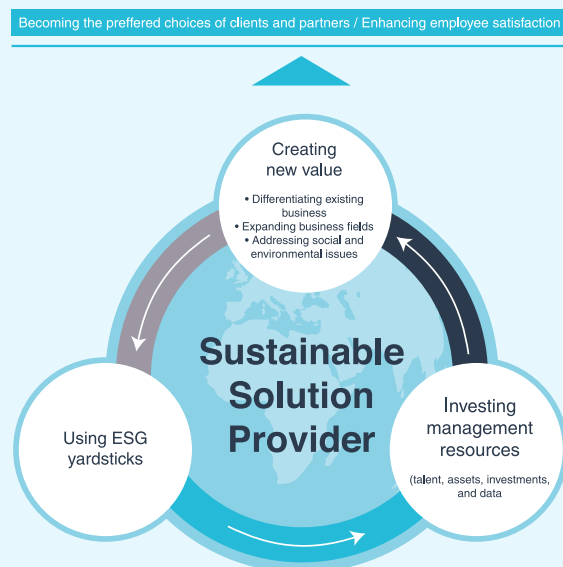 Becoming the preffered choices of clients and partners / Enhancing employee satisfaction
Creating
new value
• Differentiating existing
business
• Expanding business fields
• Addressing social and
environmental issues
Sustainable
Solution
Provider
Using ESG
yardsticks
Investing
management
resources
(talent, assets, investments,
and data